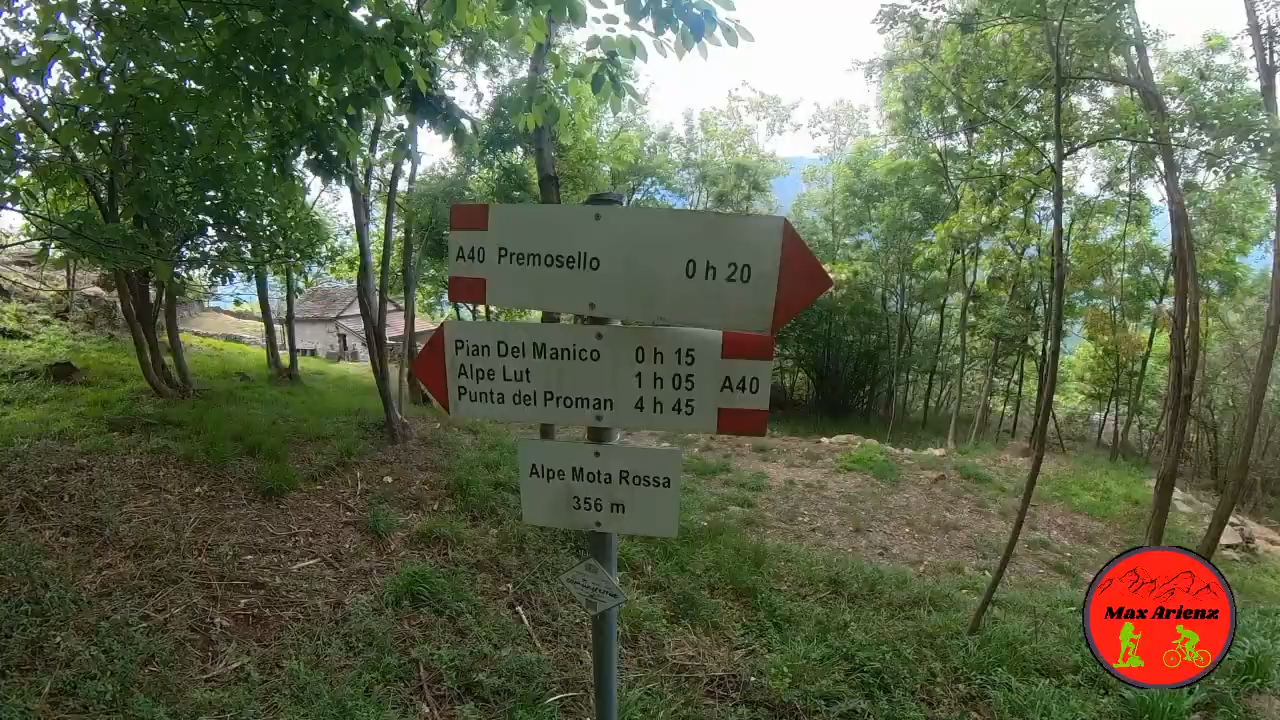 A40 Premosello 0 h 20
Pian Del Manico 0 h 15
Alpe Lut 1 h 05
Punta del Proman 4 h 45
A40
Alpe Mota Rossa
356 m
Max Arienz